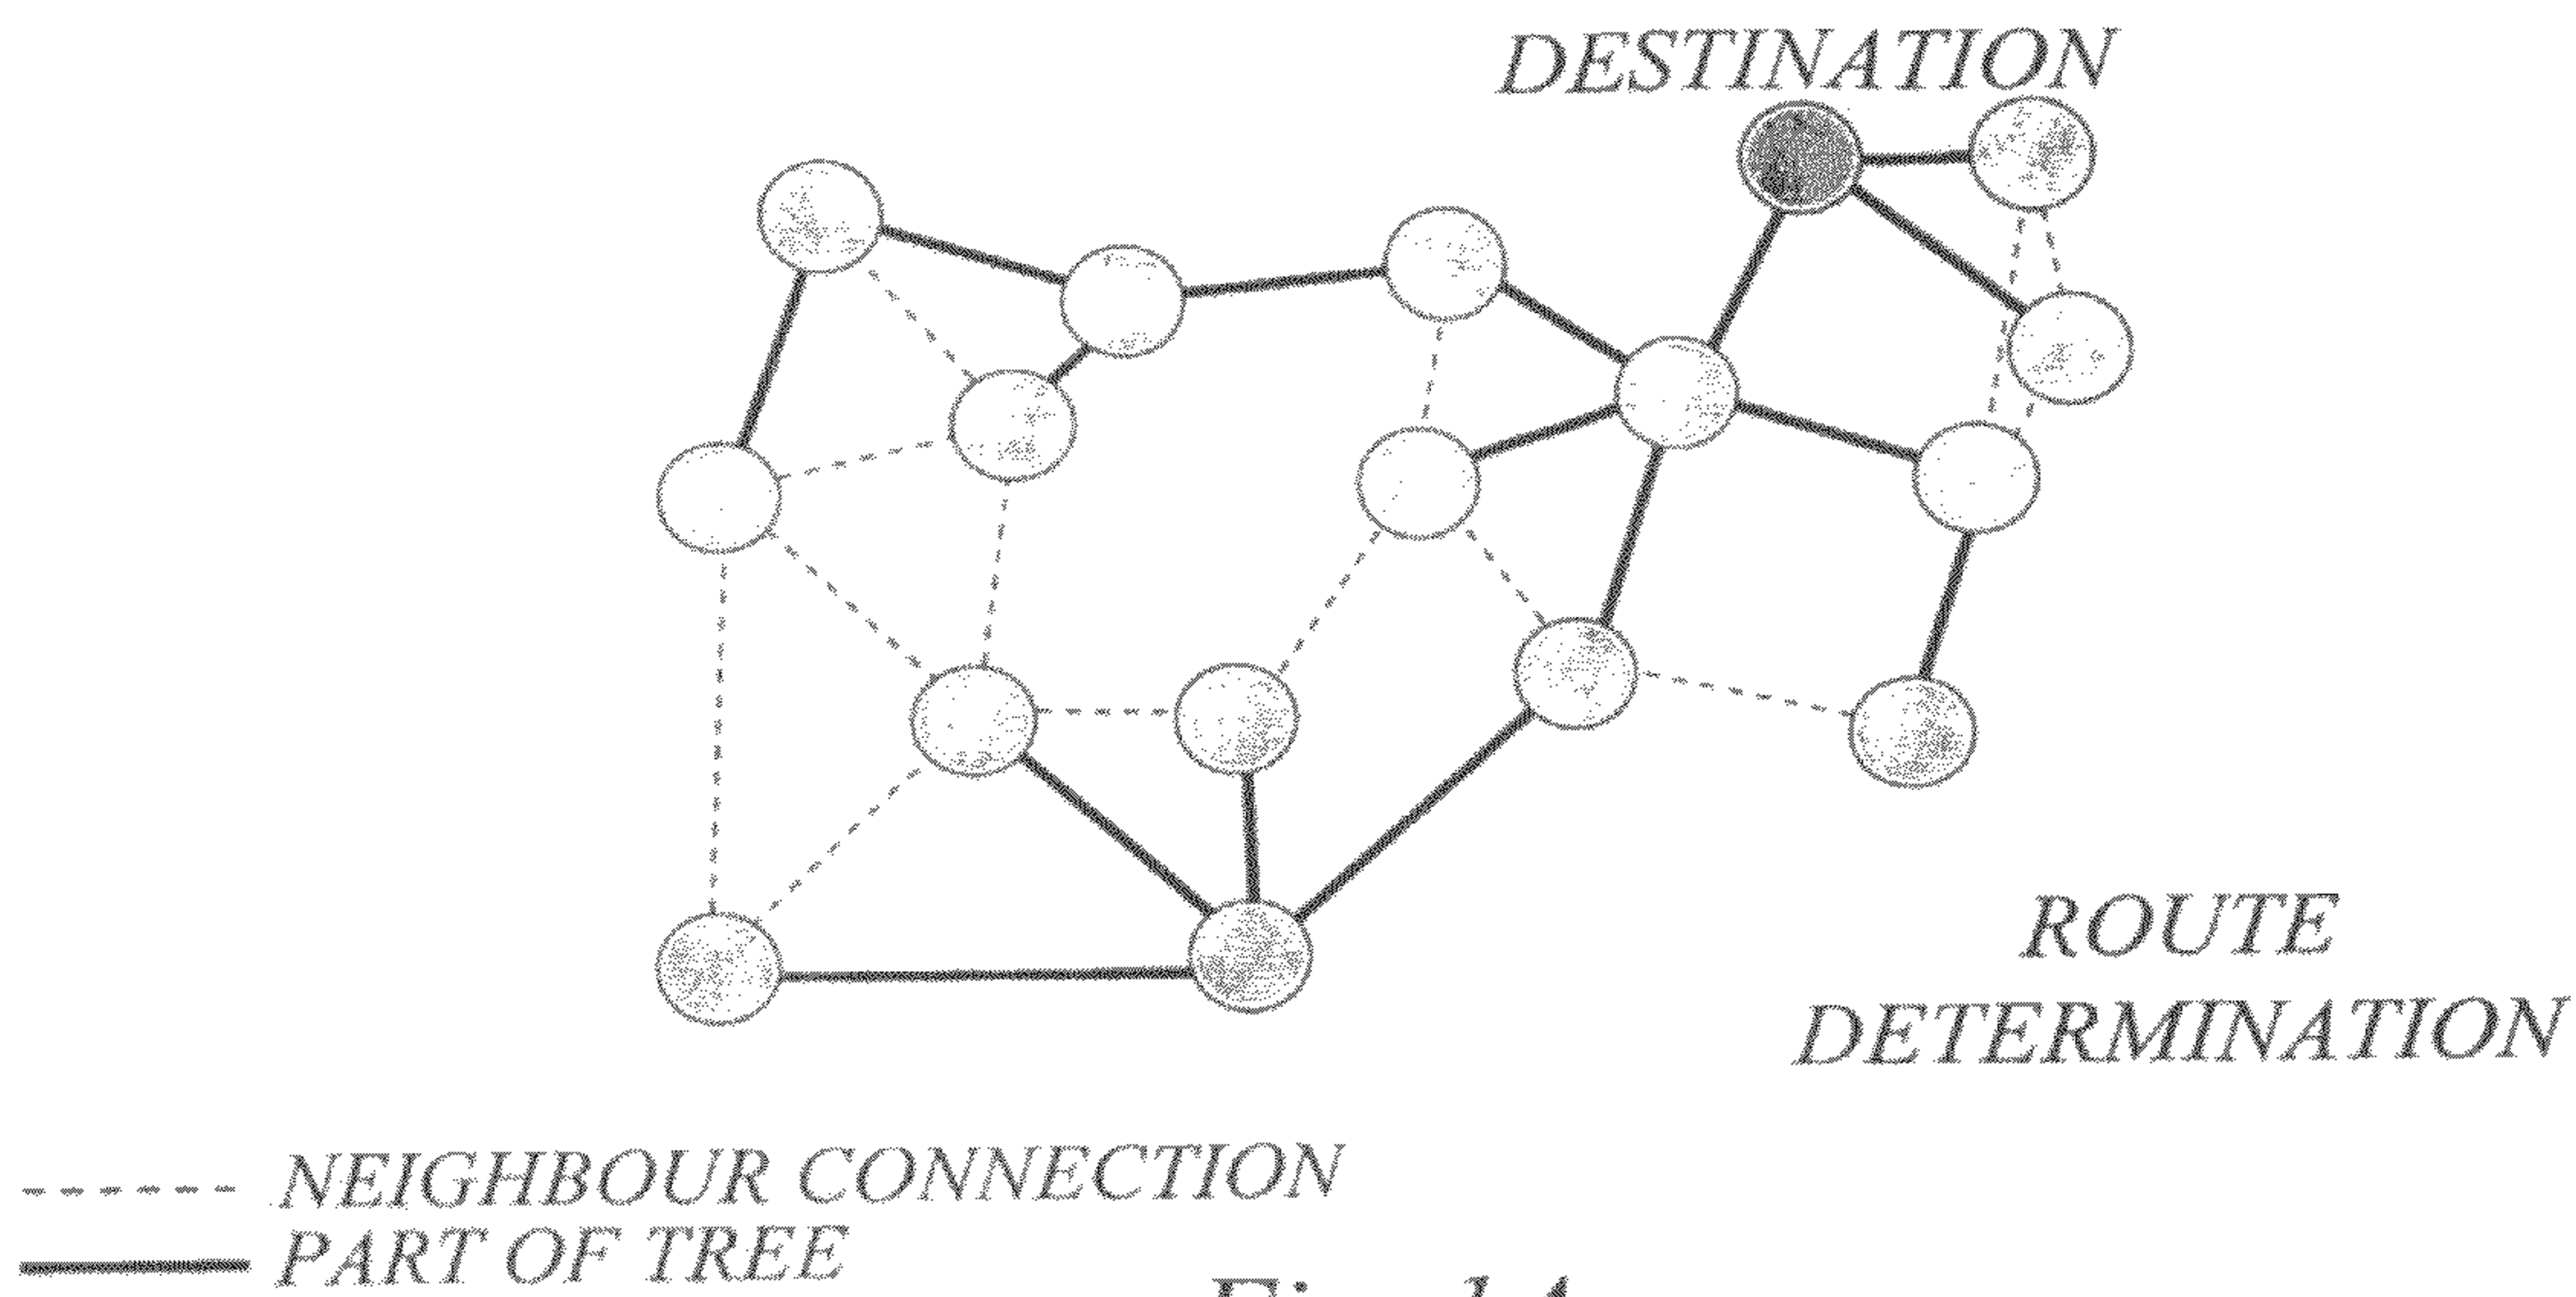 DESTINATION
ROUTE
DETERMINATION
NEIGHBOUR CONNECTION
PART OF TREE